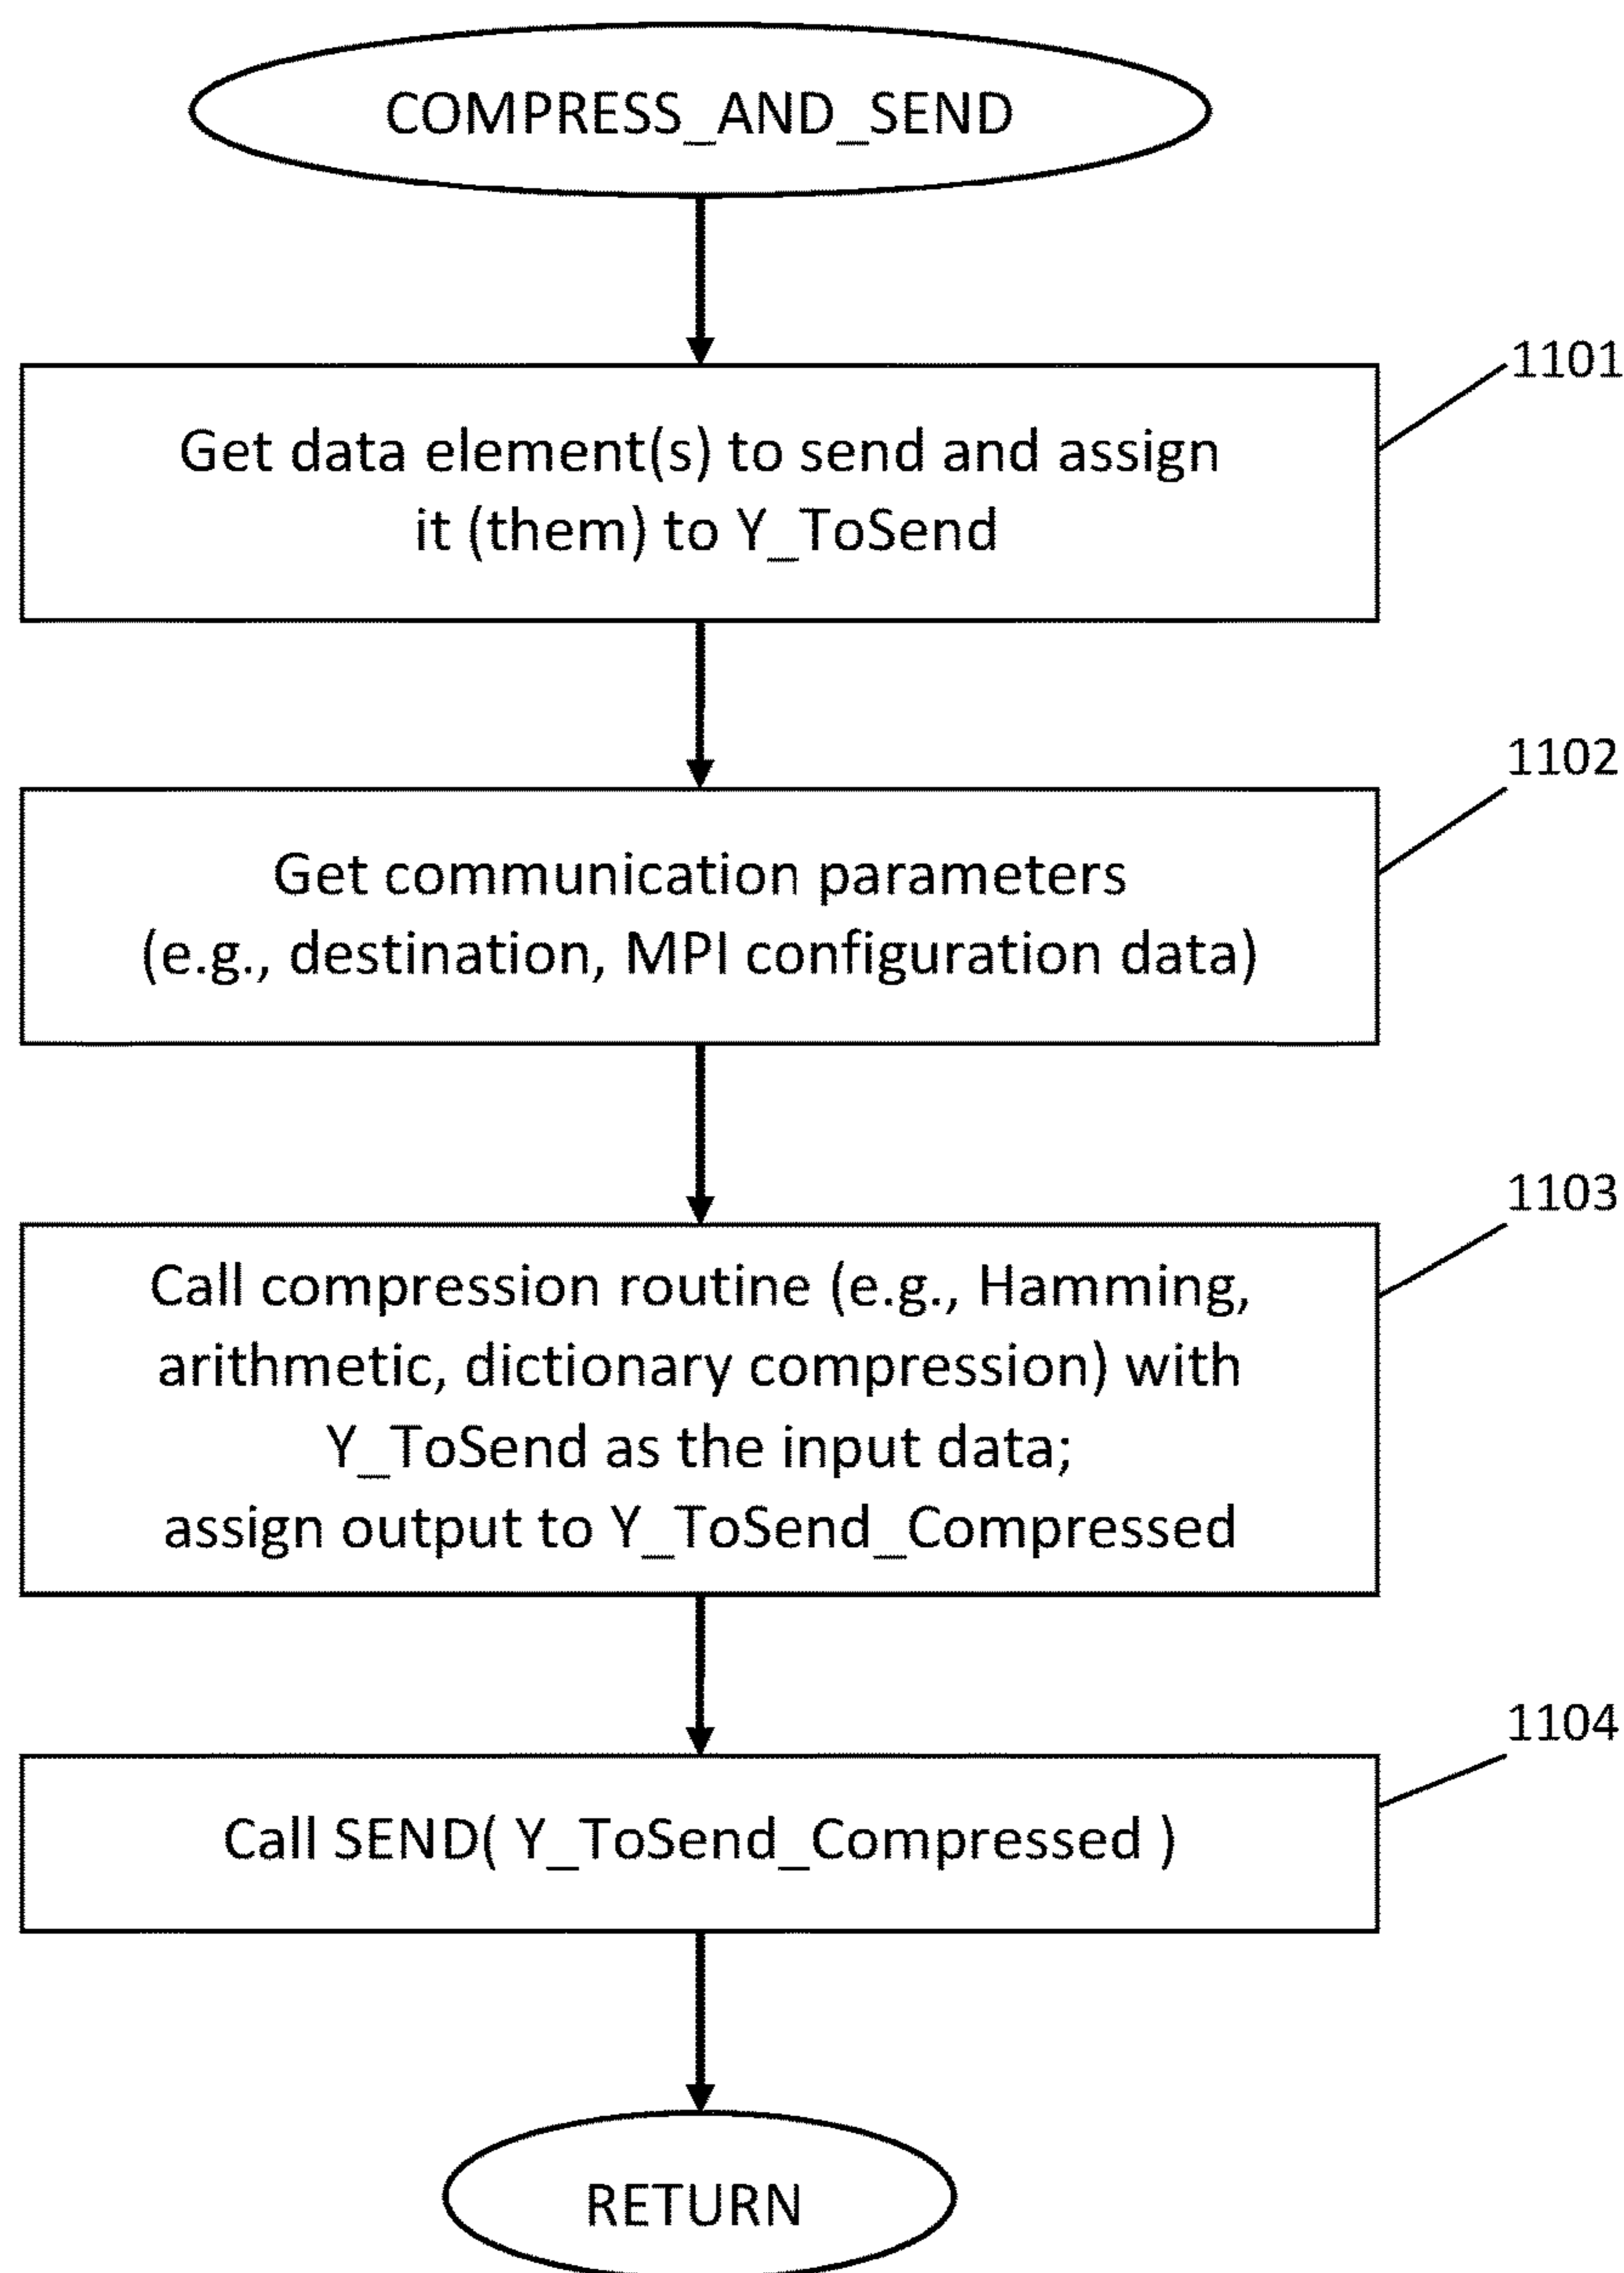 COMPRESS_AND_SEND
1101
Get data element(s) to send and assign
it (them) to Y_ToSend
1102
Get communication parameters
(e.g., destination, MPI configuration data)
1103
Call compression routine (e.g., Hamming,
arithmetic, dictionary compression) with
Y_ToSend as the input data;
assign output to Y_ToSend_Compressed
1104
Call SEND( Y_ToSend_Compressed )
RETURN